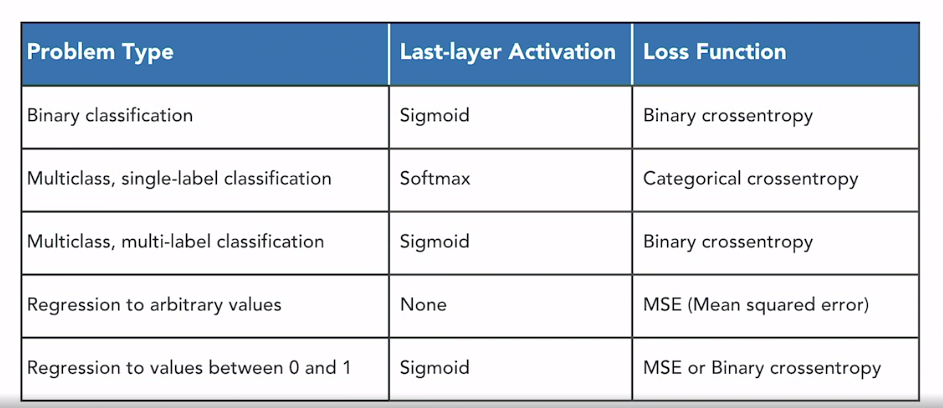 Problem Type Last-layer Activation Loss Function
Binary classification Sigmoid Binary crossentropy
Multiclass, single-label classification Softmax Categorical crossentropy
Multiclass, multi-label classification Sigmoid Binary crossentropy
Regression to arbitrary values None MSE (Mean squared error)
Regression to values between 0 and 1 Sigmoid MSE or Binary crossentropy